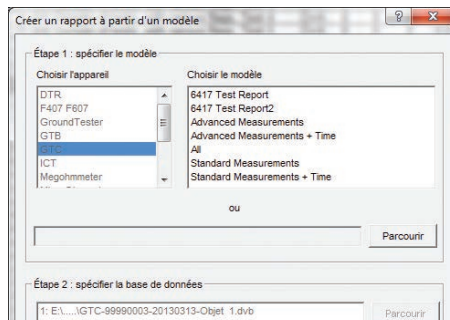 Créer un rapport à partir d'un modèle
Étape 1 : spécifier le modèle
Choisir l'appareil
DTR
F407 F607
GroundTester
GTB
GTC
ICT
Megohmmeter
Choisir le modèle
6417 Test Report
6417 Test Report2
Advanced Measurements
Advanced Measurements + Time
All
Standard Measurements
Standard Measurements + Time
ou
Parcourir
Étape 2 : spécifier la base de données
1: E:\.....\GTC-99990003-20130313-Objet 1.dvb
Parcourir